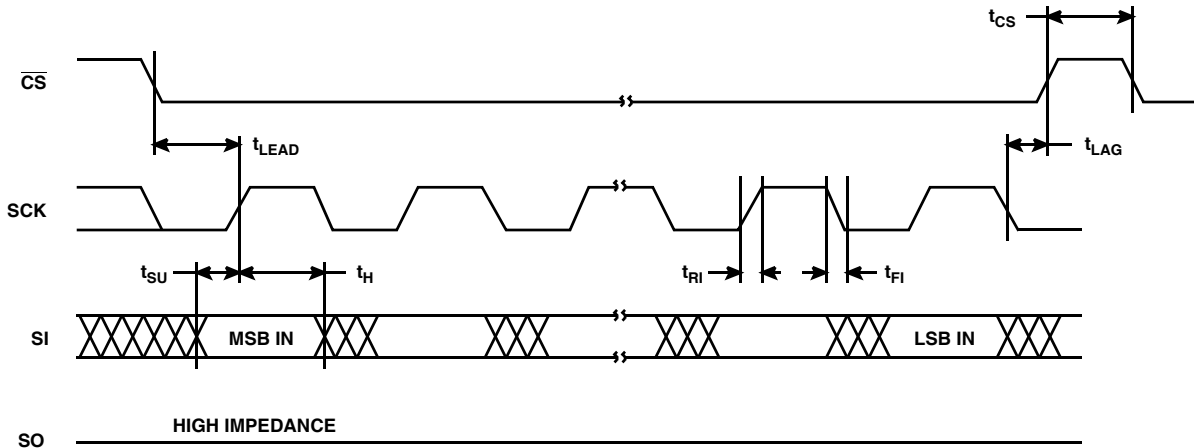 tCS
CS
tLEAD
tLAG
SCK
tSU
tH
tRI
tFI
SI
MSB IN
LSB IN
HIGH IMPEDANCE
SO